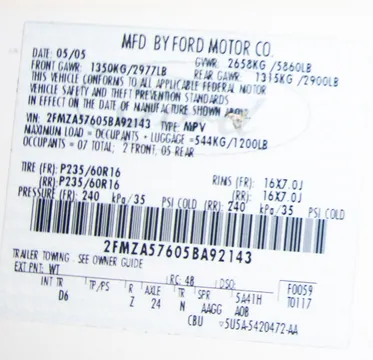 MFD BY FORD MOTOR CO.
DATE: 05/05 GVWR: 2658KG /5860LB
FRONT GAWR: 1350KG/2977LB REAR GAWR: 1315KG/2900LB
THIS VEHICLE CONFORMS TO ALL APPLICABLE FEDERAL MOTOR
VEHICLE SAFETY AND THEFT PREVENTION STANDARDS
IN EFFECT ON THE DATE OF MANUFACTURE SHOWN ABOVE.
VIN: 2FMZA57605BA92143 TYPE: MPV
MAXIMUM LOAD = OCCUPANTS + LUGGAGE =544KG/1200LB
OCCUPANTS = 07 TOTAL; 2 FRONT, 05 REAR
TIRE (FR): P235/60R16 RIMS (FR): 16X7.0J
(RR): P235/60R16 (RR): 16X7.0J
PRESSURE (FR): 240 kPa/35 PSI COLD (RR): 240 kPa/35 PSI COLD
2FMZA57605BA92143
TRAILER TOWING - SEE OWNER GUIDE
EXT PNT: WT RC: 48 DSO: F0059
INT TR TP/PS R AXLE TR SPR 5A41H T0117
D6 Z 24 N AAGG AOB
CBU =5U5A-5420472-AA